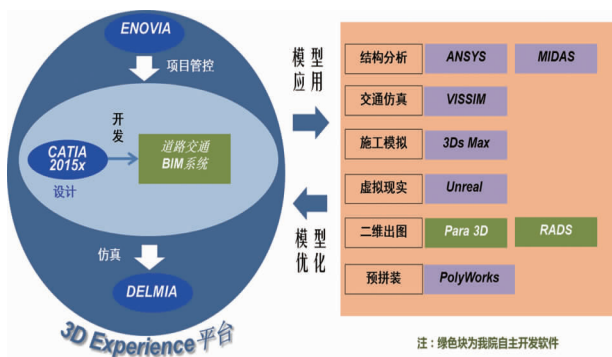 ENOVIA
项目管控
开发
CATIA
2015x
设计
道路交通
BIM系统
仿真
DELMIA
3D Experience平台
模型
应用
模型
优化
结构分析 ANSYS MIDAS
交通仿真 VISSIM
施工模拟 3Ds Max
虚拟现实 Unreal
二维出图 Para 3D RADS
预拼装 PolyWorks
注：绿色块为我院自主开发软件